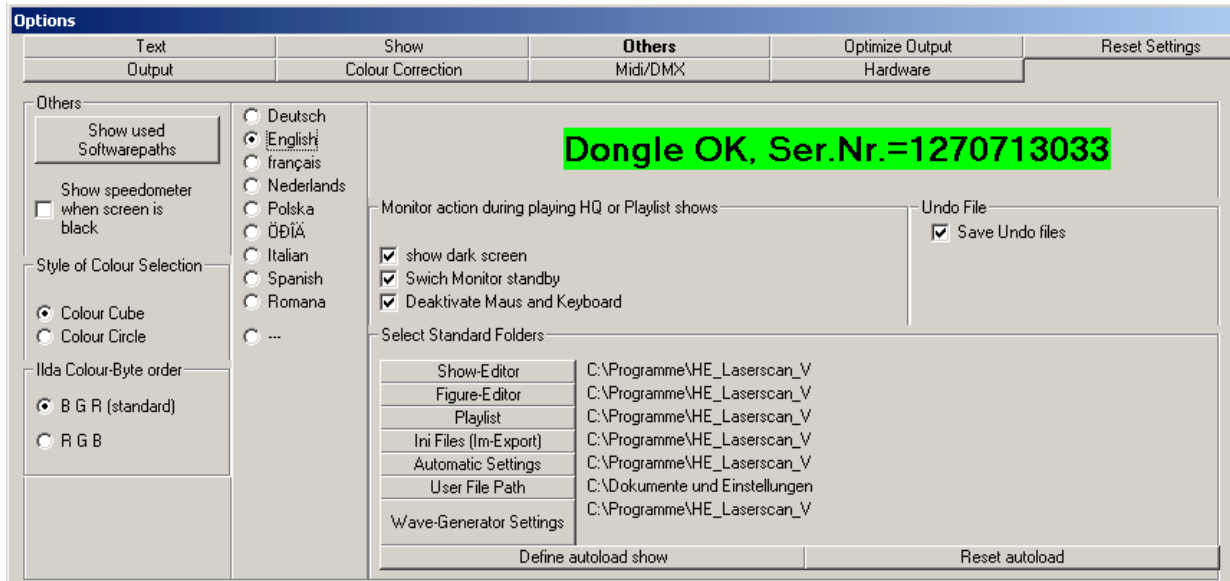 Options
Text Show Others Optimize Output Reset Settings
Output Colour Correction Midi/DMX Hardware
Others
Show used
Softwarepaths
Show speedometer
when screen is
black
Style of Colour Selection
Colour Cube
Colour Circle
Ilda Colour-Byte order
B G R (standard)
R G B
Deutsch
English
français
Nederlands
Polska
ÖÐÎÄ
Italian
Spanish
Romana
---
Dongle OK, Ser.Nr.=1270713033
Monitor action during playing HQ or Playlist shows
show dark screen
Swich Monitor standby
Deaktivate Maus and Keyboard
Undo File
Save Undo files
Select Standard Folders
Show-Editor C:\Programme\HE_Laserscan_V
Figure-Editor C:\Programme\HE_Laserscan_V
Playlist C:\Programme\HE_Laserscan_V
Ini Files (Im-Export) C:\Programme\HE_Laserscan_V
Automatic Settings C:\Programme\HE_Laserscan_V
User File Path C:\Dokumente und Einstellungen
Wave-Generator Settings C:\Programme\HE_Laserscan_V
Define autoload show Reset autoload